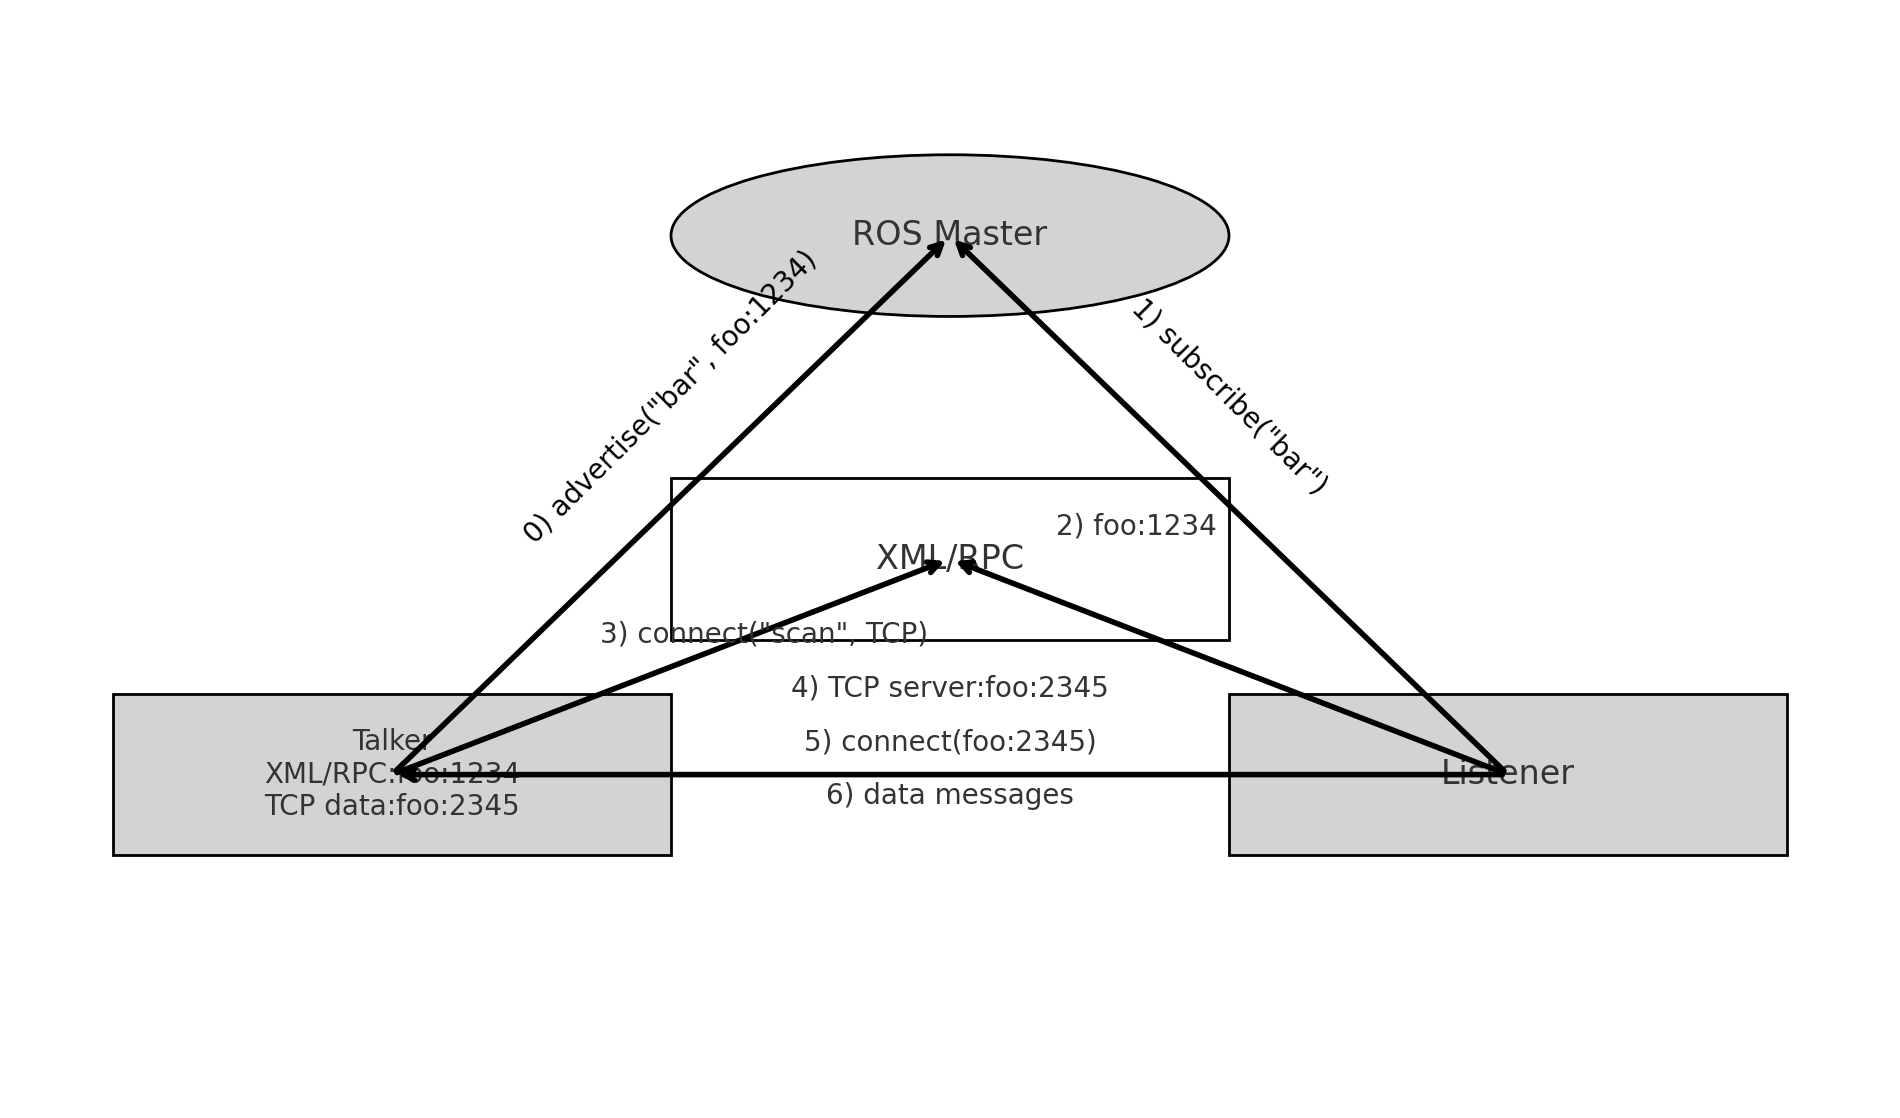 ROS Master
0) advertise("bar", foo:1234)
1) subscribe("bar")
2) foo:1234
XML/RPC
3) connect("scan", TCP)
4) TCP server:foo:2345
5) connect(foo:2345)
6) data messages
Talker
XML/RPC:foo:1234
TCP data:foo:2345
Listener